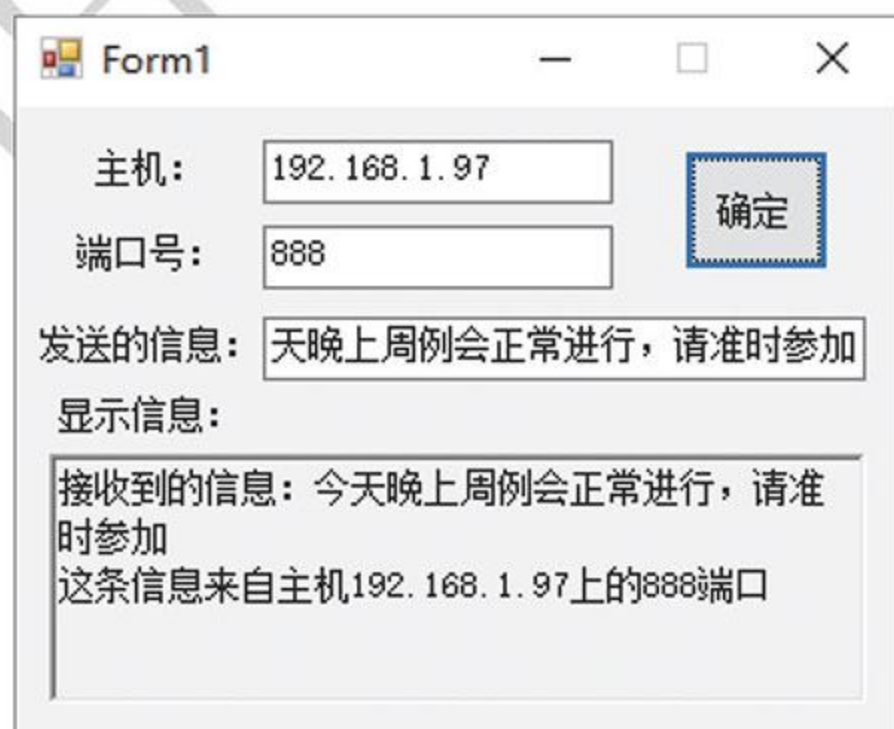 Form1
主机： 192.168.1.97
确定
端口号： 888
发送的信息： 天晚上周例会正常进行，请准时参加
显示信息：
接收到的信息：今天晚上周例会正常进行，请准
时参加
这条信息来自主机192.168.1.97上的888端口